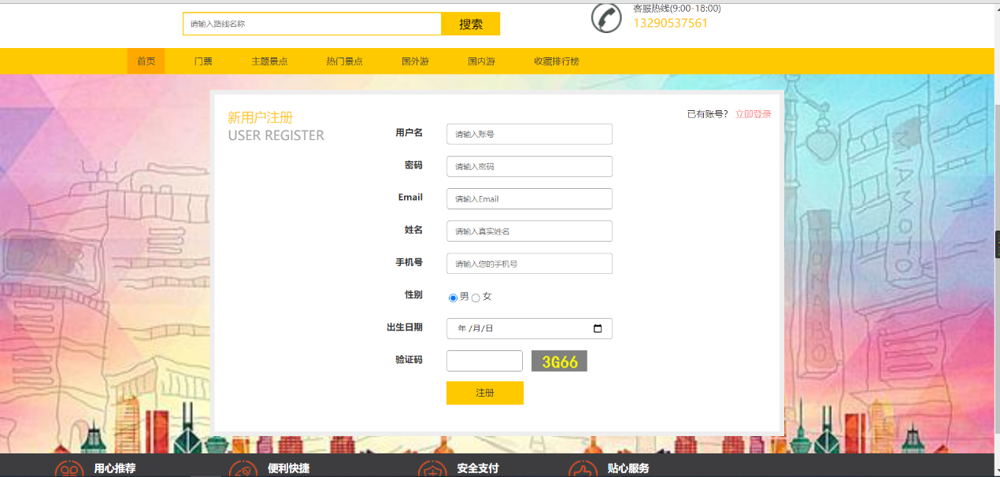 客服热线(9:00-18:00)
请输入路线名称
搜索
13290537561
首页 门票 主题景点 热门景点 国外游 国内游 收藏排行榜
新用户注册
USER REGISTER
已有账号? 立即登录
用户名 请输入账号
密码 请输入密码
Email 请输入Email
姓名 请输入真实姓名
手机号 请输入您的手机号
性别 男 女
出生日期 年 /月/日
验证码 3G66
注册
MIAMOTO
用心推荐 便利快捷 安全支付 贴心服务